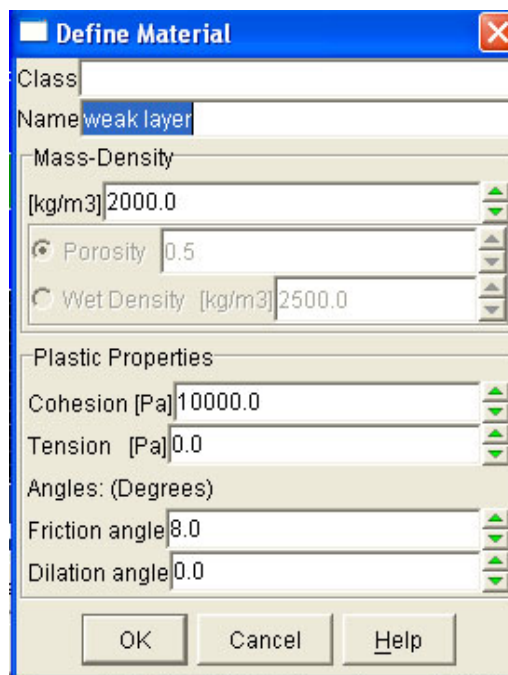 Define Material
Class
Name weak layer
Mass-Density
[kg/m3] 2000.0
Porosity 0.5
Wet Density [kg/m3] 2500.0
Plastic Properties
Cohesion [Pa] 10000.0
Tension [Pa] 0.0
Angles: (Degrees)
Friction angle 8.0
Dilation angle 0.0
OK Cancel Help